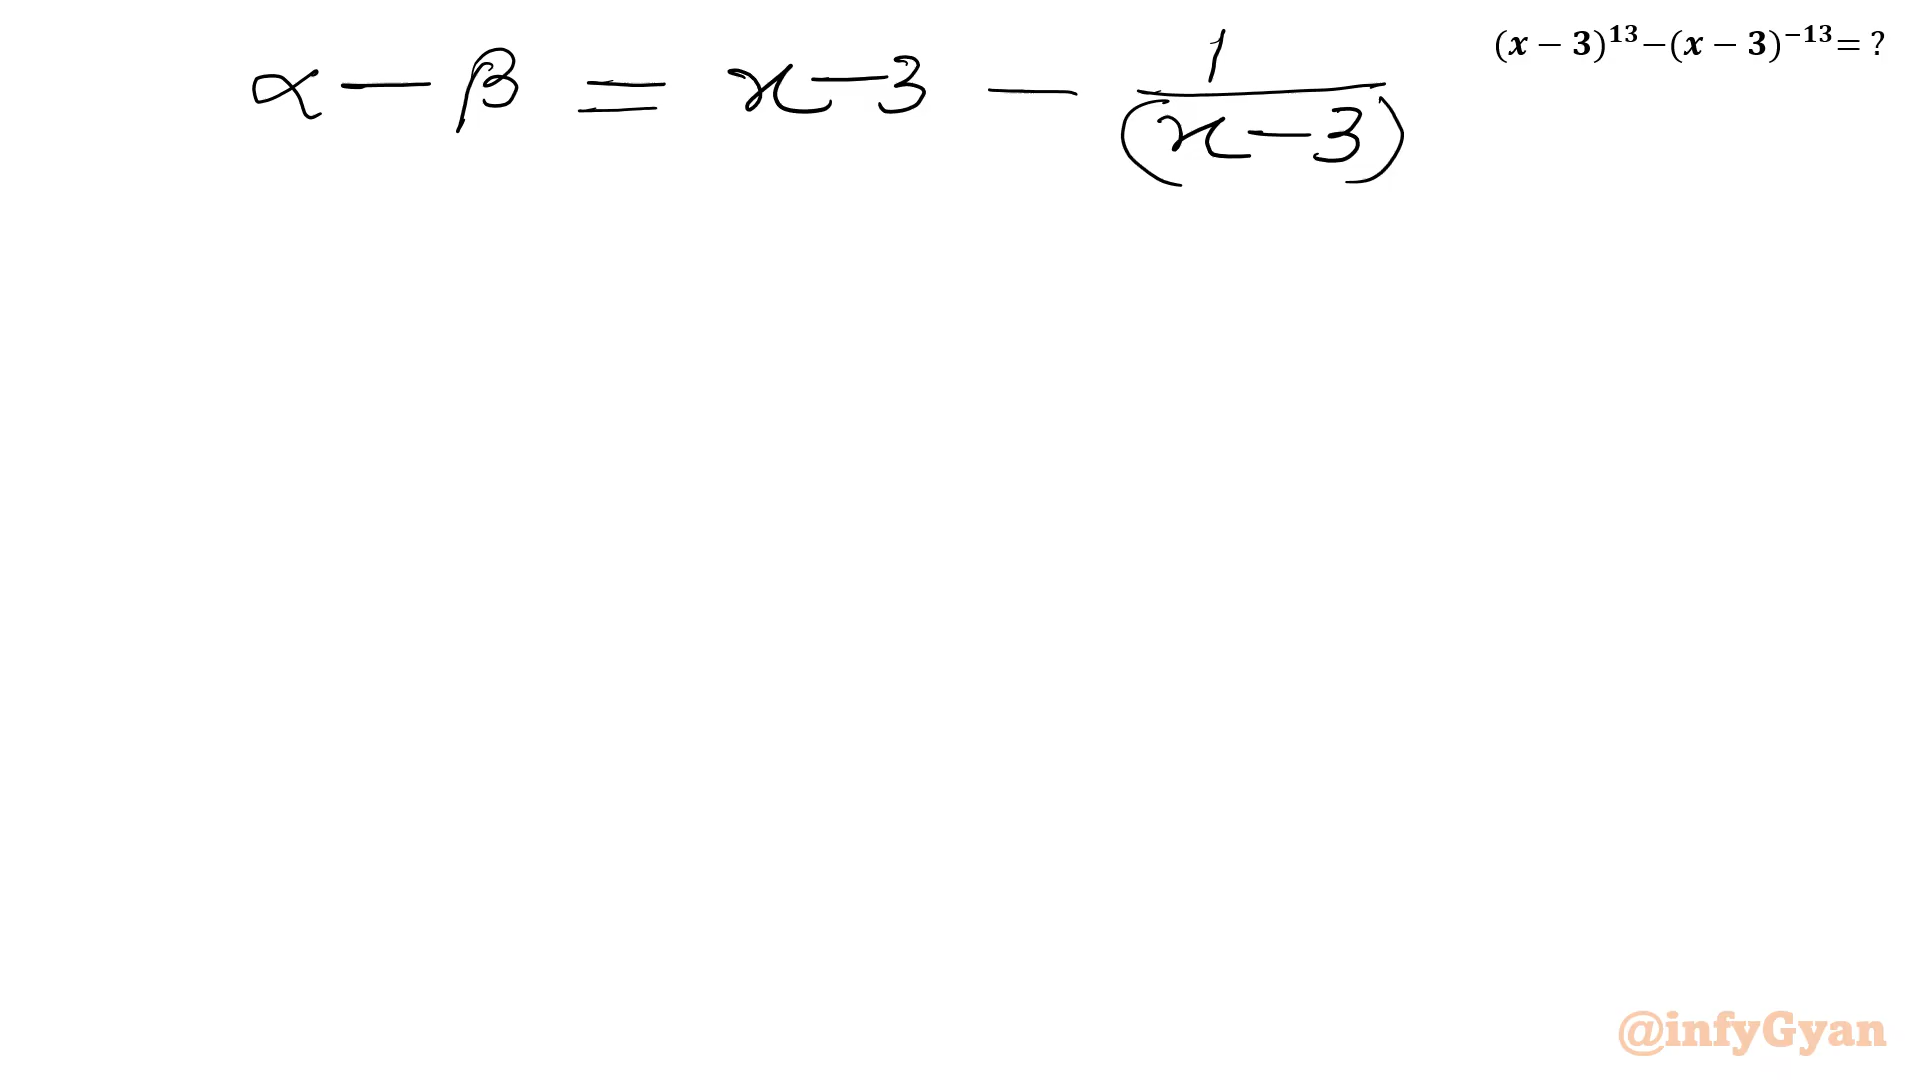 α − β = x − 3 − 1/(x − 3)
(x − 3)¹³−(x − 3)⁻¹³= ?
@infyGyan